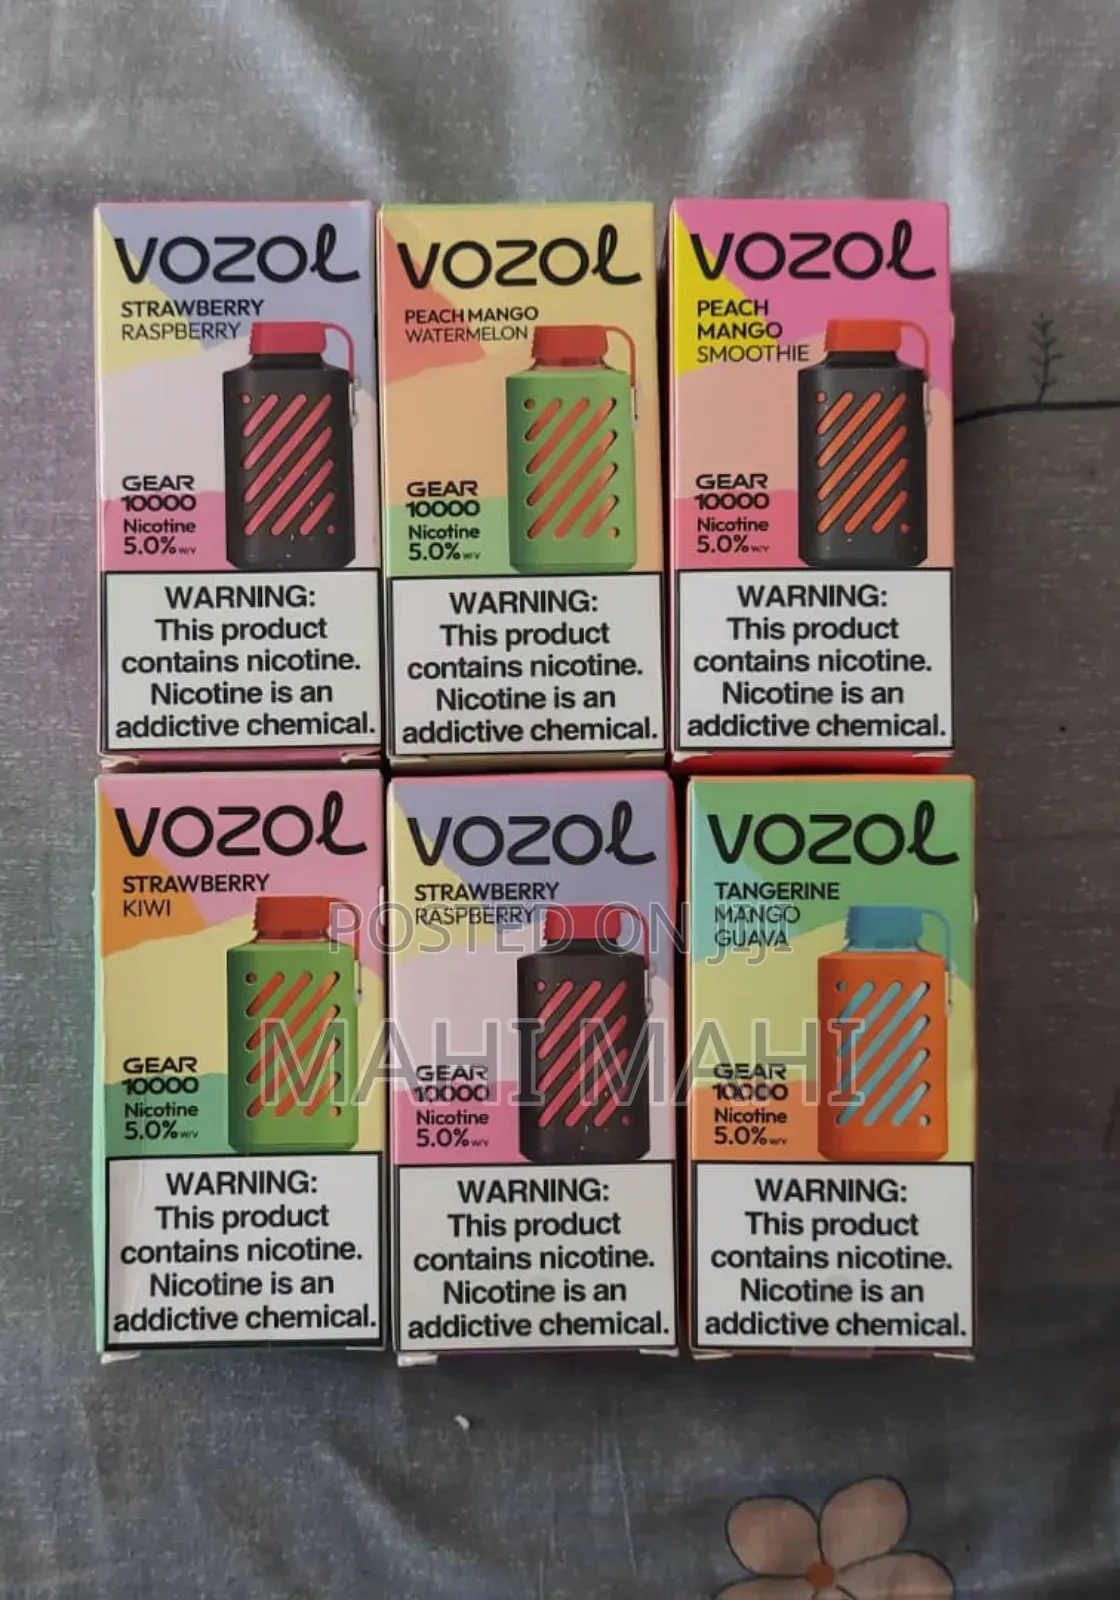 VOZOL
STRAWBERRY
RASPBERRY
GEAR
10000
Nicotine
5.0% W/V
WARNING:
This product
contains nicotine.
Nicotine is an
addictive chemical.
VOZOL
PEACH MANGO
WATERMELON
GEAR
10000
Nicotine
5.0% W/V
WARNING:
This product
contains nicotine.
Nicotine is an
addictive chemical.
VOZOL
PEACH
MANGO
SMOOTHIE
GEAR
10000
Nicotine
5.0% W/V
WARNING:
This product
contains nicotine.
Nicotine is an
addictive chemical.
VOZOL
STRAWBERRY
KIWI
GEAR
10000
Nicotine
5.0% W/V
WARNING:
This product
contains nicotine.
Nicotine is an
addictive chemical.
VOZOL
STRAWBERRY
RASPBERRY
GEAR
10000
Nicotine
5.0% W/V
WARNING:
This product
contains nicotine.
Nicotine is an
addictive chemical.
VOZOL
TANGERINE
MANGO
GUAVA
GEAR
10000
Nicotine
5.0% W/V
WARNING:
This product
contains nicotine.
Nicotine is an
addictive chemical.
POSTED ON JIJI
MAHI MAHI